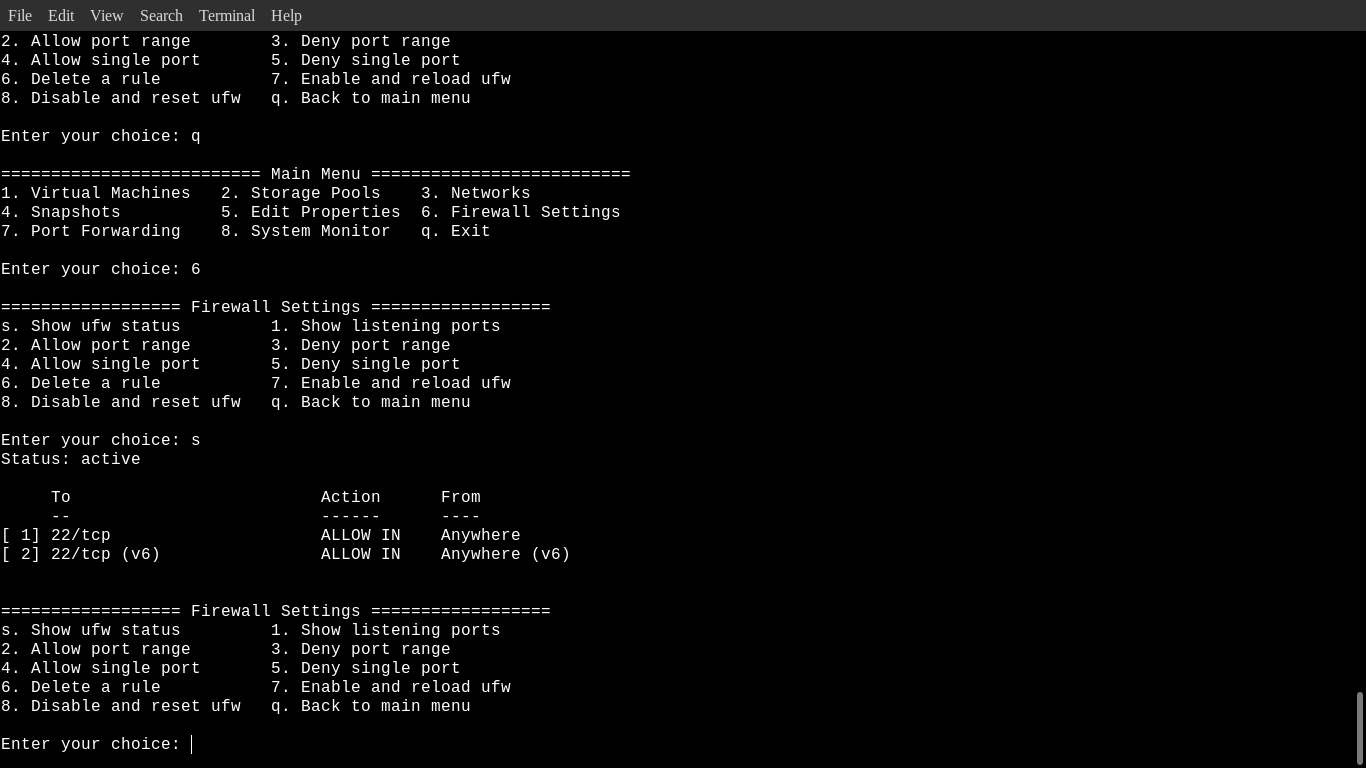 File Edit View Search Terminal Help
2. Allow port range        3. Deny port range
4. Allow single port       5. Deny single port
6. Delete a rule           7. Enable and reload ufw
8. Disable and reset ufw   q. Back to main menu

Enter your choice: q

========================== Main Menu ==========================
1. Virtual Machines   2. Storage Pools    3. Networks
4. Snapshots          5. Edit Properties  6. Firewall Settings
7. Port Forwarding    8. System Monitor   q. Exit

Enter your choice: 6

================== Firewall Settings ==================
s. Show ufw status         1. Show listening ports
2. Allow port range        3. Deny port range
4. Allow single port       5. Deny single port
6. Delete a rule           7. Enable and reload ufw
8. Disable and reset ufw   q. Back to main menu

Enter your choice: s
Status: active

     To                         Action      From
     --                         ------      ----
[ 1] 22/tcp                     ALLOW IN    Anywhere
[ 2] 22/tcp (v6)                ALLOW IN    Anywhere (v6)


================== Firewall Settings ==================
s. Show ufw status         1. Show listening ports
2. Allow port range        3. Deny port range
4. Allow single port       5. Deny single port
6. Delete a rule           7. Enable and reload ufw
8. Disable and reset ufw   q. Back to main menu

Enter your choice: